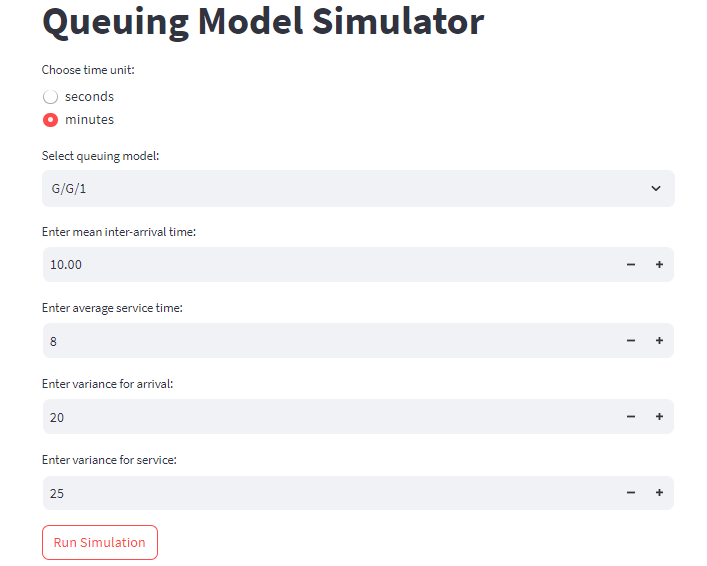 Queuing Model Simulator
Choose time unit:
seconds
minutes
Select queuing model:
G/G/1
Enter mean inter-arrival time:
10.00
Enter average service time:
8
Enter variance for arrival:
20
Enter variance for service:
25
Run Simulation